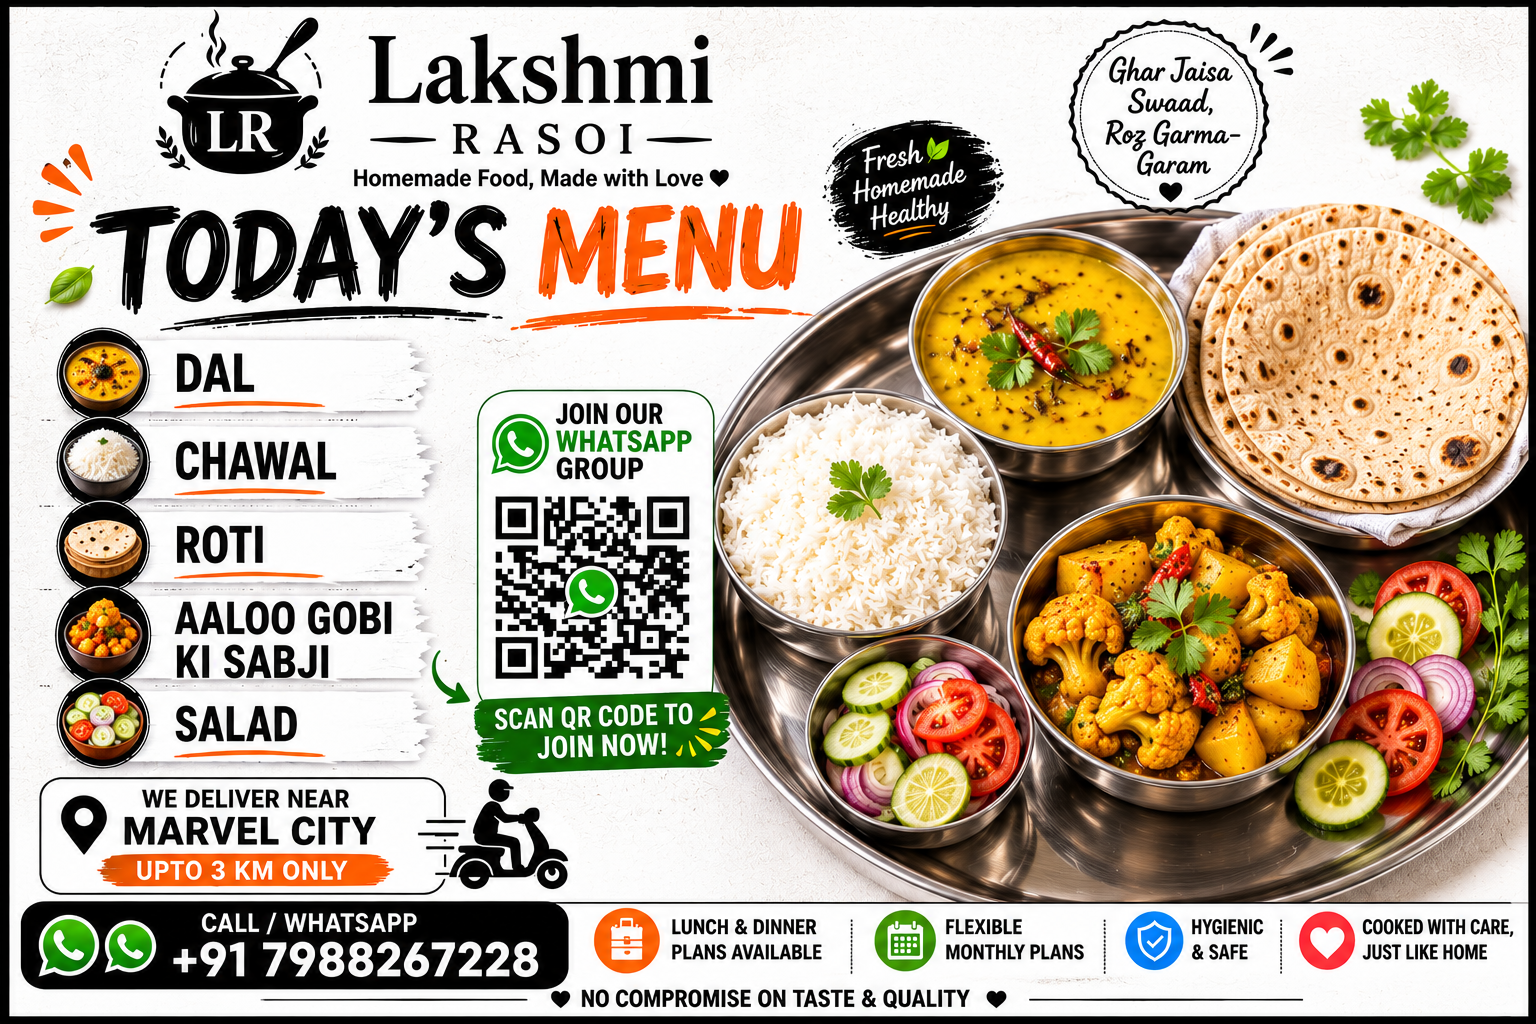 LR
Lakshmi
RASOI
Homemade Food, Made with Love
Ghar Jaisa
Swaad,
Roz Garma-
Garam
Fresh
Homemade
Healthy
TODAY'S MENU
DAL
CHAWAL
ROTI
AALOO GOBI
KI SABJI
SALAD
JOIN OUR
WHATSAPP
GROUP
SCAN QR CODE TO
JOIN NOW!
WE DELIVER NEAR
MARVEL CITY
UPTO 3 KM ONLY
CALL / WHATSAPP
+91 7988267228
LUNCH & DINNER
PLANS AVAILABLE
FLEXIBLE
MONTHLY PLANS
HYGIENIC
& SAFE
COOKED WITH CARE,
JUST LIKE HOME
NO COMPROMISE ON TASTE & QUALITY